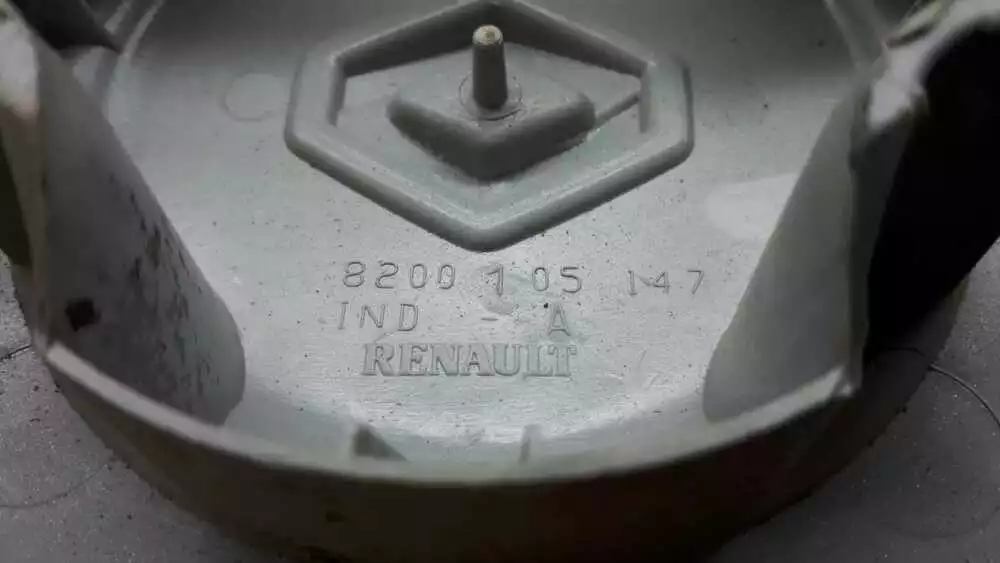 8200 105 147
IND - A
RENAULT